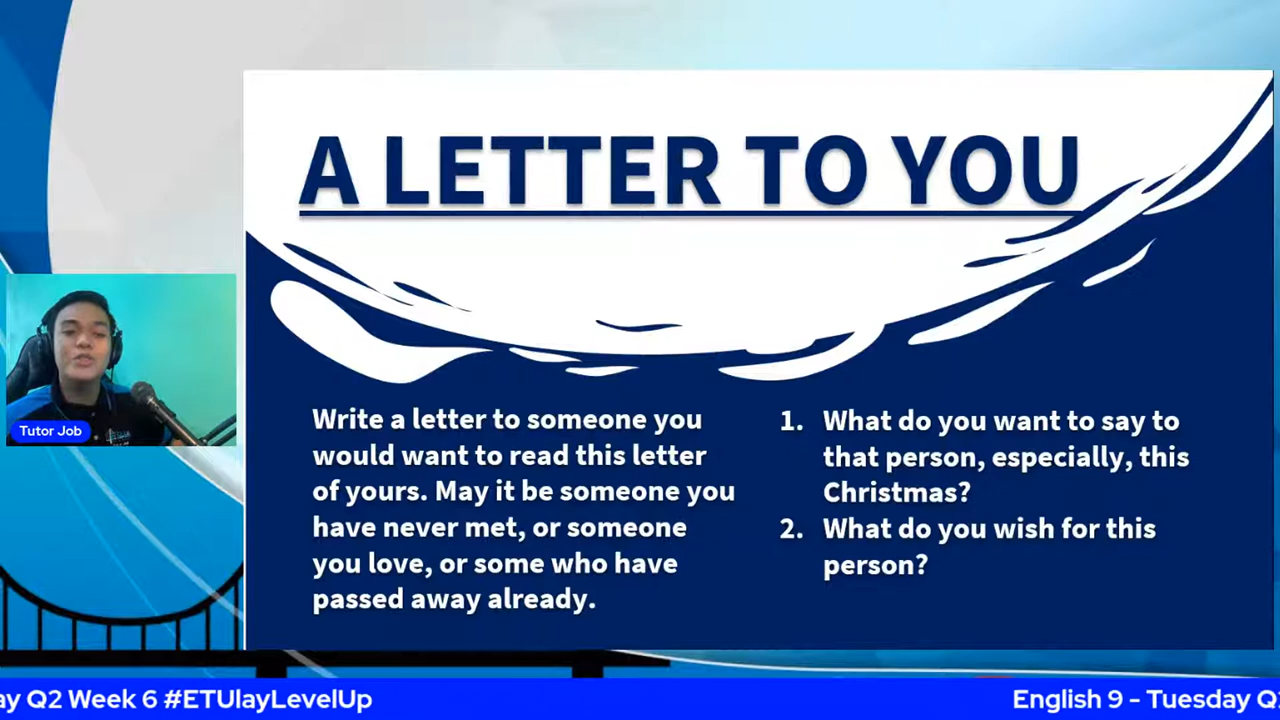 A LETTER TO YOU
Write a letter to someone you
would want to read this letter
of yours. May it be someone you
have never met, or someone
you love, or some who have
passed away already.
1. What do you want to say to
that person, especially, this
Christmas?
2. What do you wish for this
person?
Tutor Job
ay Q2 Week 6 #ETUlayLevelUp
English 9 - Tuesday Q